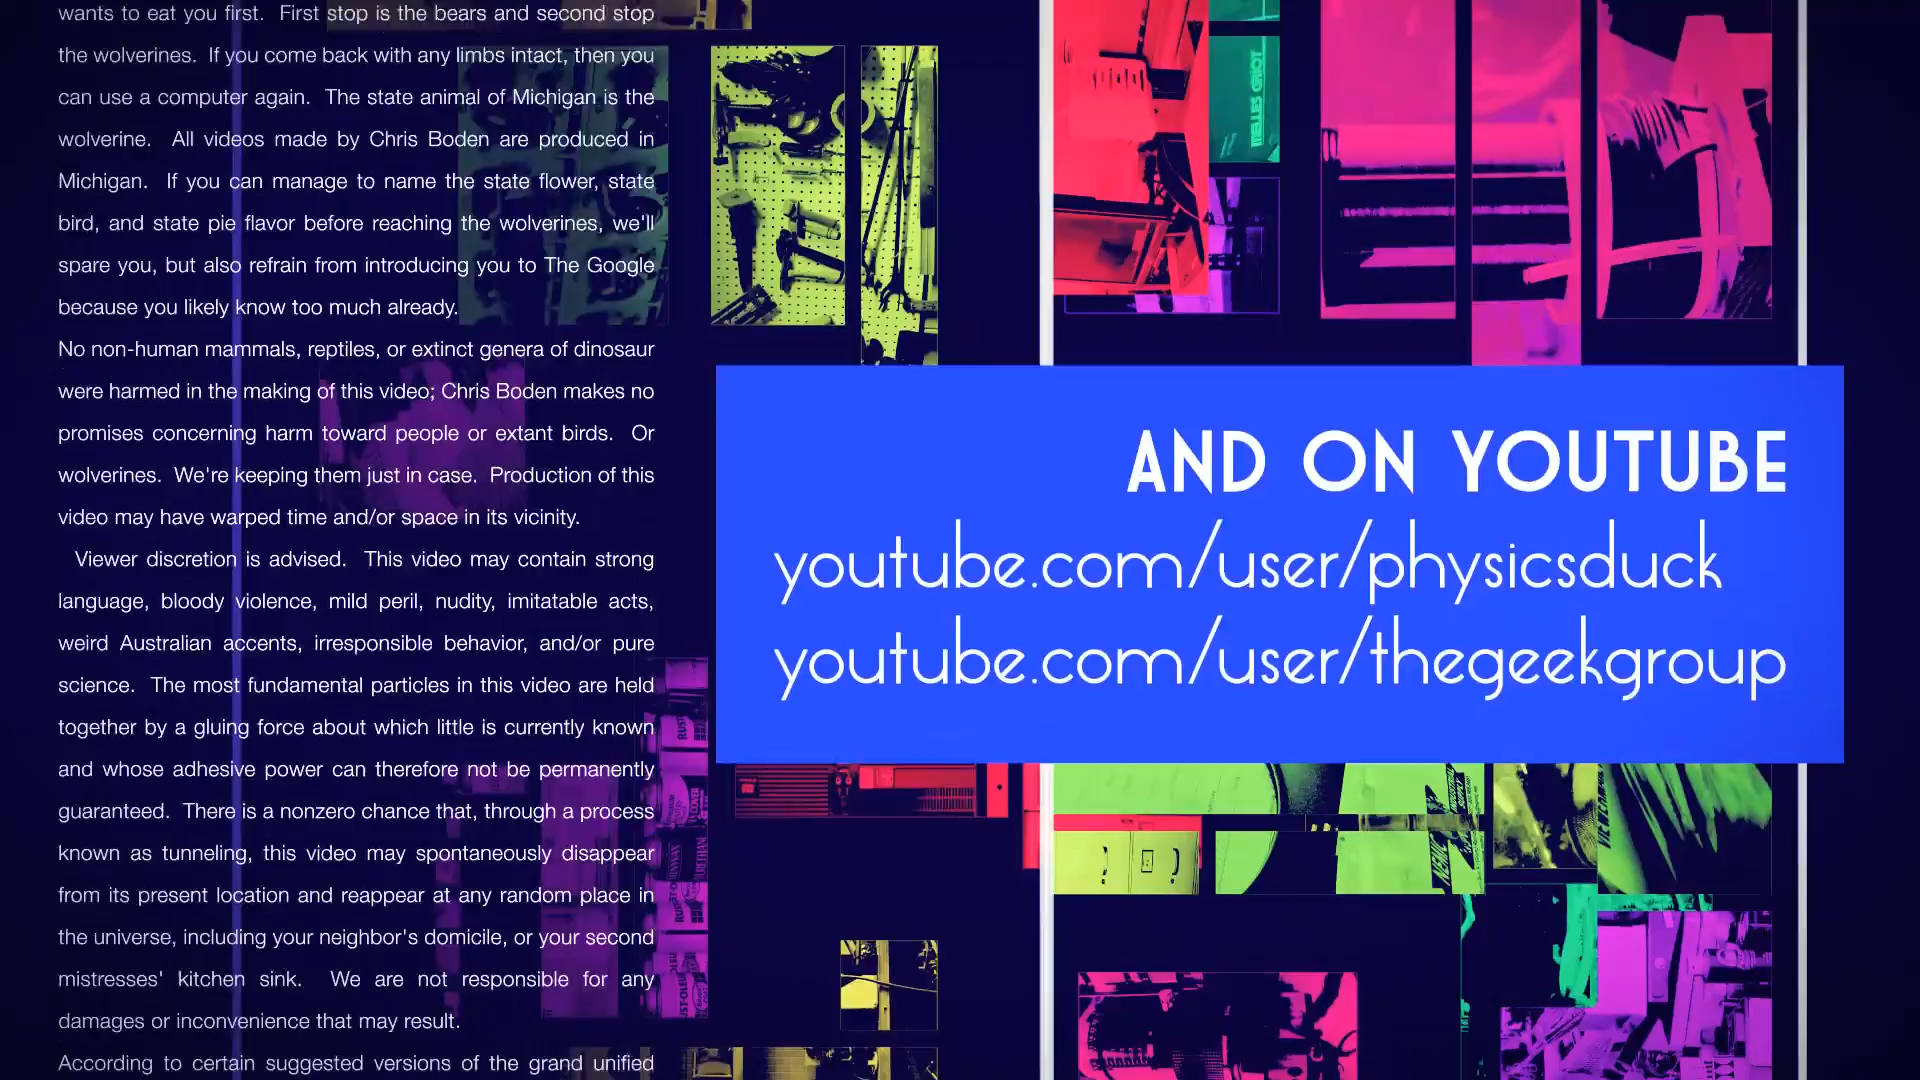 wants to eat you first.  First stop is the bears and second stop
the wolverines.  If you come back with any limbs intact, then you
can use a computer again.  The state animal of Michigan is the
wolverine.  All videos made by Chris Boden are produced in
Michigan.  If you can manage to name the state flower, state
bird, and state pie flavor before reaching the wolverines, we'll
spare you, but also refrain from introducing you to The Google
because you likely know too much already.
No non-human mammals, reptiles, or extinct genera of dinosaur
were harmed in the making of this video; Chris Boden makes no
promises concerning harm toward people or extant birds.  Or
wolverines.  We're keeping them just in case.  Production of this
video may have warped time and/or space in its vicinity.
Viewer discretion is advised.  This video may contain strong
language, bloody violence, mild peril, nudity, imitatable acts,
weird Australian accents, irresponsible behavior, and/or pure
science.  The most fundamental particles in this video are held
together by a gluing force about which little is currently known
and whose adhesive power can therefore not be permanently
guaranteed.  There is a nonzero chance that, through a process
known as tunneling, this video may spontaneously disappear
from its present location and reappear at any random place in
the universe, including your neighbor's domicile, or your second
mistresses' kitchen sink.  We are not responsible for any
damages or inconvenience that may result.
According to certain suggested versions of the grand unified
MELLES GRIOT
AND ON YOUTUBE
youtube.com/user/physicsduck
youtube.com/user/thegeekgroup